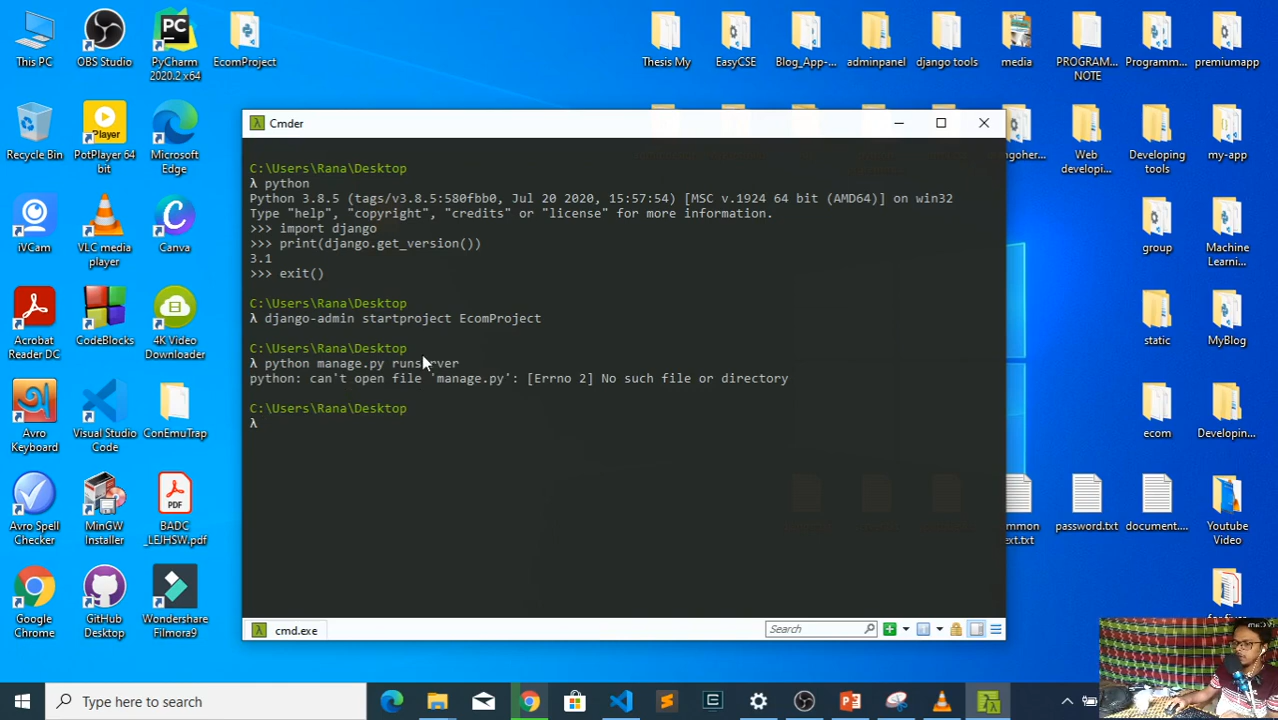 This PC
OBS Studio
PyCharm
2020.2 x64
EcomProject
Thesis My
EasyCSE
Blog_App-...
adminpanel
django tools
media
PROGRAM...
NOTE
Programm...
premiumapp
Recycle Bin
PotPlayer 64
bit
Microsoft
Edge
Web
developi...
Developing
tools
my-app
iVCam
VLC media
player
Canva
group
Machine
Learni...
Acrobat
Reader DC
CodeBlocks
4K Video
Downloader
static
MyBlog
Avro
Keyboard
Visual Studio
Code
ConEmuTrap
ecom
Developin...
Avro Spell
Checker
MinGW
Installer
BADC
_LEJHSW.pdf
password.txt
document....
Youtube
Video
Google
Chrome
GitHub
Desktop
Wondershare
Filmora9
Cmder
C:\Users\Rana\Desktop
λ python
Python 3.8.5 (tags/v3.8.5:580fbb0, Jul 20 2020, 15:57:54) [MSC v.1924 64 bit (AMD64)] on win32
Type "help", "copyright", "credits" or "license" for more information.
>>> import django
>>> print(django.get_version())
3.1
>>> exit()
C:\Users\Rana\Desktop
λ django-admin startproject EcomProject
C:\Users\Rana\Desktop
λ python manage.py runserver
python: can't open file 'manage.py': [Errno 2] No such file or directory
C:\Users\Rana\Desktop
λ
cmd.exe
Search
Type here to search